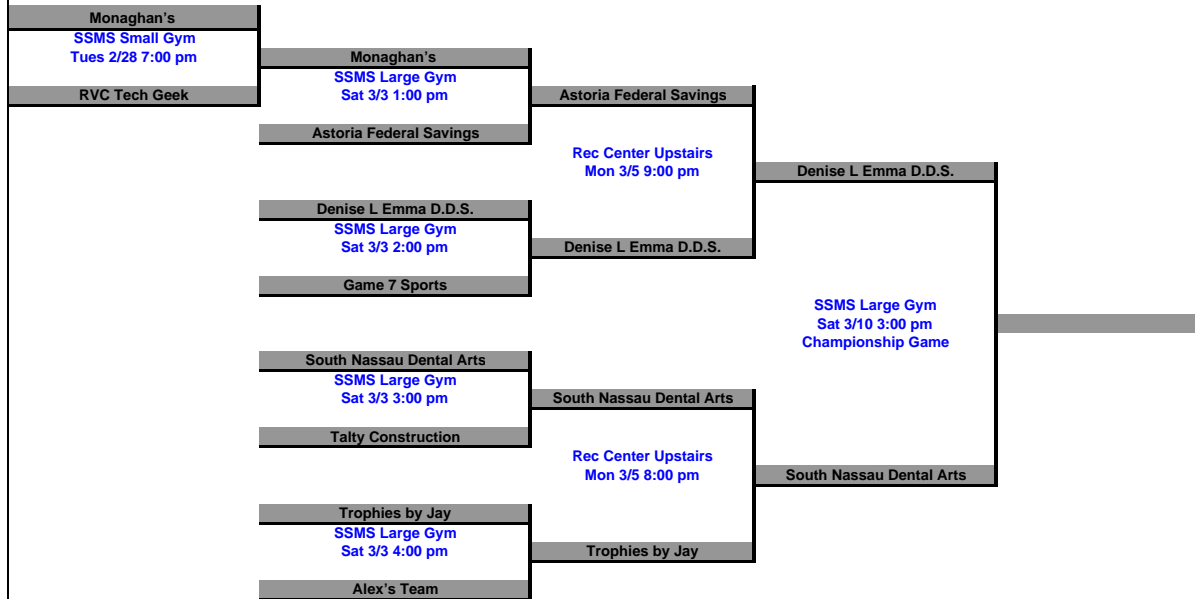 Monaghan's
SSMS Small Gym
Tues 2/28 7:00 pm
RVC Tech Geek
Monaghan's
SSMS Large Gym
Sat 3/3 1:00 pm
Astoria Federal Savings
Denise L Emma D.D.S.
SSMS Large Gym
Sat 3/3 2:00 pm
Game 7 Sports
South Nassau Dental Arts
SSMS Large Gym
Sat 3/3 3:00 pm
Talty Construction
Trophies by Jay
SSMS Large Gym
Sat 3/3 4:00 pm
Alex's Team
Astoria Federal Savings
Rec Center Upstairs
Mon 3/5 9:00 pm
Denise L Emma D.D.S.
South Nassau Dental Arts
Rec Center Upstairs
Mon 3/5 8:00 pm
Trophies by Jay
Denise L Emma D.D.S.
SSMS Large Gym
Sat 3/10 3:00 pm
Championship Game
South Nassau Dental Arts